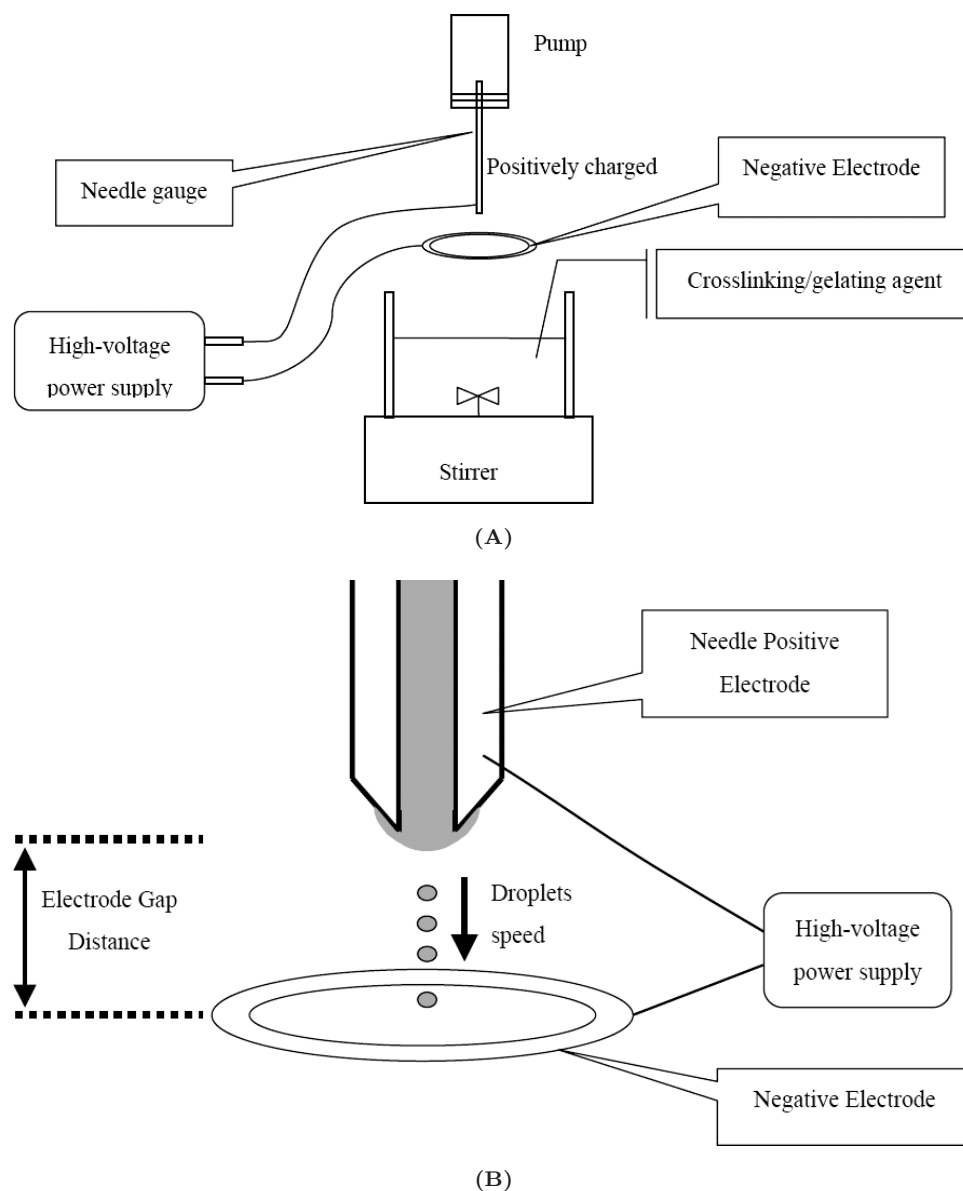 Pump
Needle gauge
Positively charged
Negative Electrode
Crosslinking/gelating agent
High-voltage
power supply
Stirrer
(A)
Needle Positive
Electrode
Electrode Gap
Distance
Droplets
speed
High-voltage
power supply
Negative Electrode
(B)